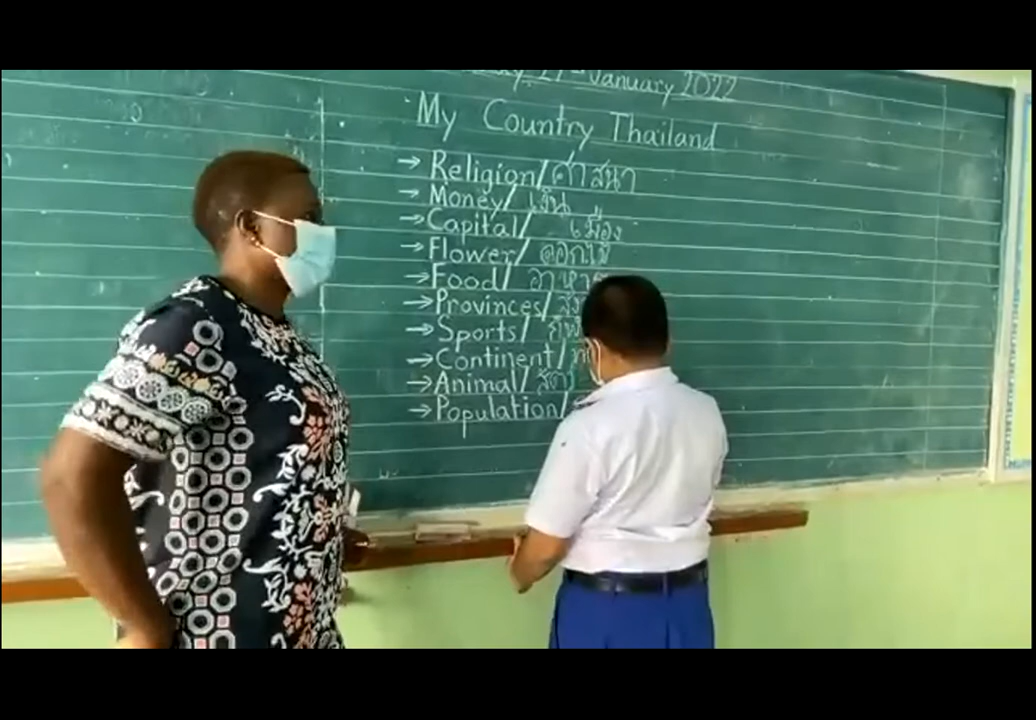 27 January 2022
My Country Thailand
→ Religion/ศาสนา
→ Money/ เงิน
→ Capital/ เมือง
→ Flower/ ดอกไม้
→ Food/ อาหาร
→ Provinces/
→ Sports/
→ Continent/
→ Animal/ สัตว์
→ Population/